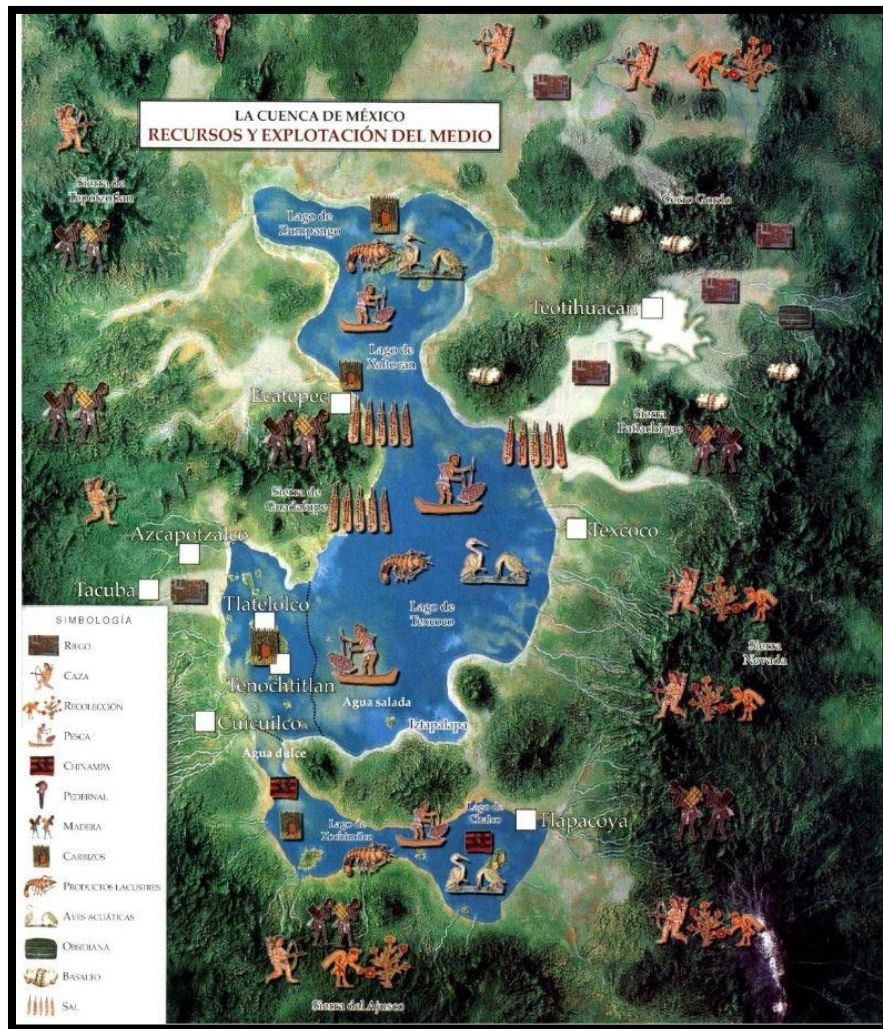 LA CUENCA DE MÉXICO
RECURSOS Y EXPLOTACIÓN DEL MEDIO
Sierra de
Tepotzotlan
Lago de
Zumpango
Cerro Gordo
Teotihuacan
Lago de
Xaltocan
Ecatepec
Sierra
Patlachique
Sierra de
Guadalupe
Azcapotzalco
Texcoco
Tacuba
Tlatelolco
Lago de
Texcoco
Sierra
Nevada
Tenochtitlan
Agua salada
Cuicuilco
Iztapalapa
Agua dulce
Lago de
Xochimilco
Lago de
Chalco
Tlapacoya
Sierra del Ajusco
SIMBOLOGÍA
RIEGO
CAZA
RECOLECCIÓN
PESCA
CHINAMPA
PEDERNAL
MADERA
CARRIZOS
PRODUCTOS LACUSTRES
AVES ACUÁTICAS
OBSIDIANA
BASALTO
SAL